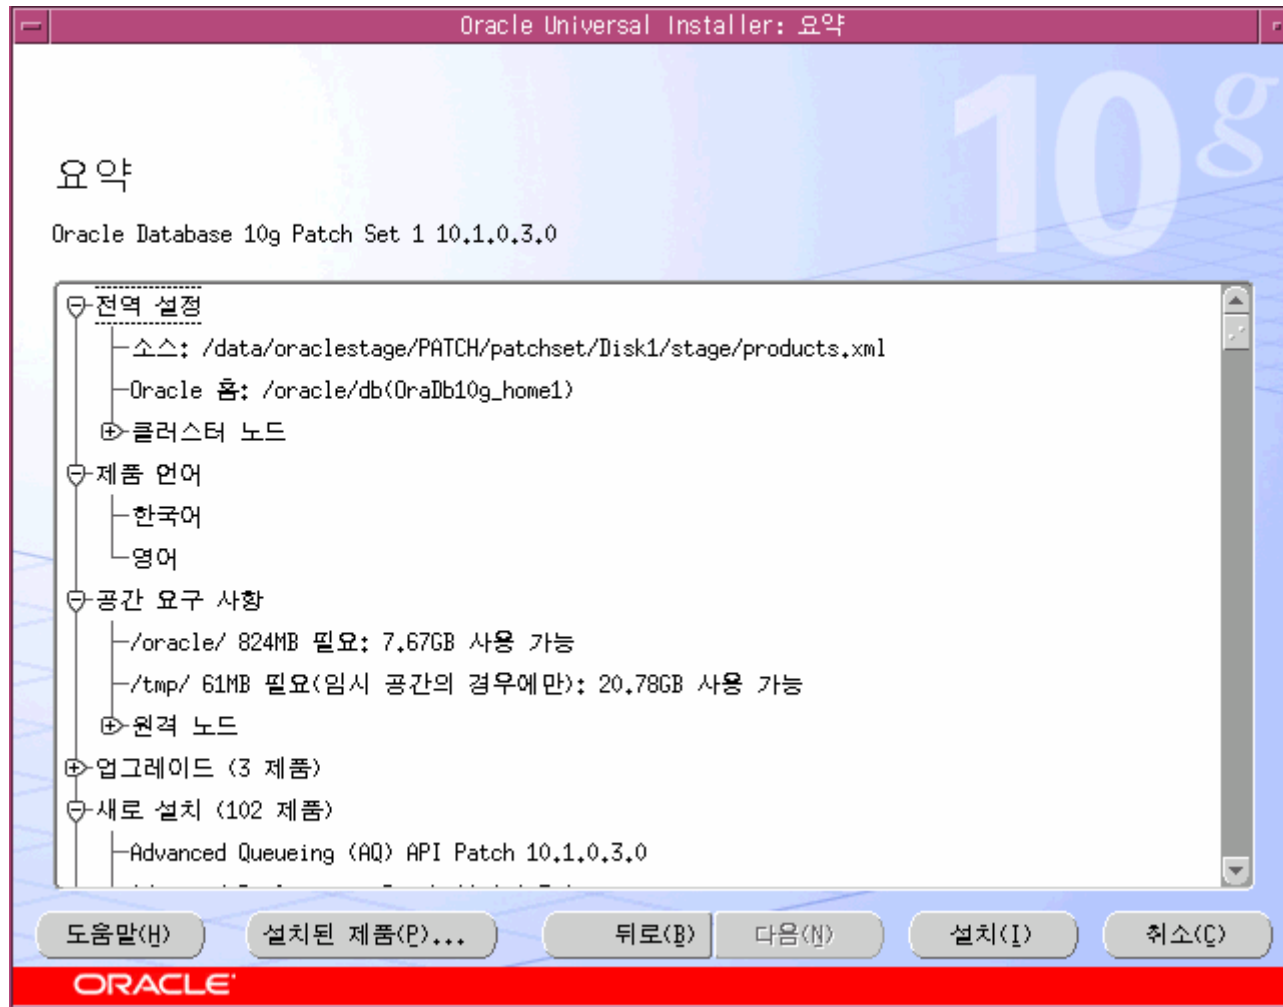 Oracle Universal Installer: 요약
10g
요약
Oracle Database 10g Patch Set 1 10.1.0.3.0
전역 설정
소스: /data/oraclestage/PATCH/patchset/Disk1/stage/products.xml
Oracle 홈: /oracle/db(OraDb10g_home1)
클러스터 노드
제품 언어
한국어
영어
공간 요구 사항
/oracle/ 824MB 필요: 7.67GB 사용 가능
/tmp/ 61MB 필요(임시 공간의 경우에만): 20.78GB 사용 가능
원격 노드
업그레이드 (3 제품)
새로 설치 (102 제품)
Advanced Queueing (AQ) API Patch 10.1.0.3.0
도움말(H) 설치된 제품(P)... 뒤로(B) 다음(N) 설치(I) 취소(C)
ORACLE